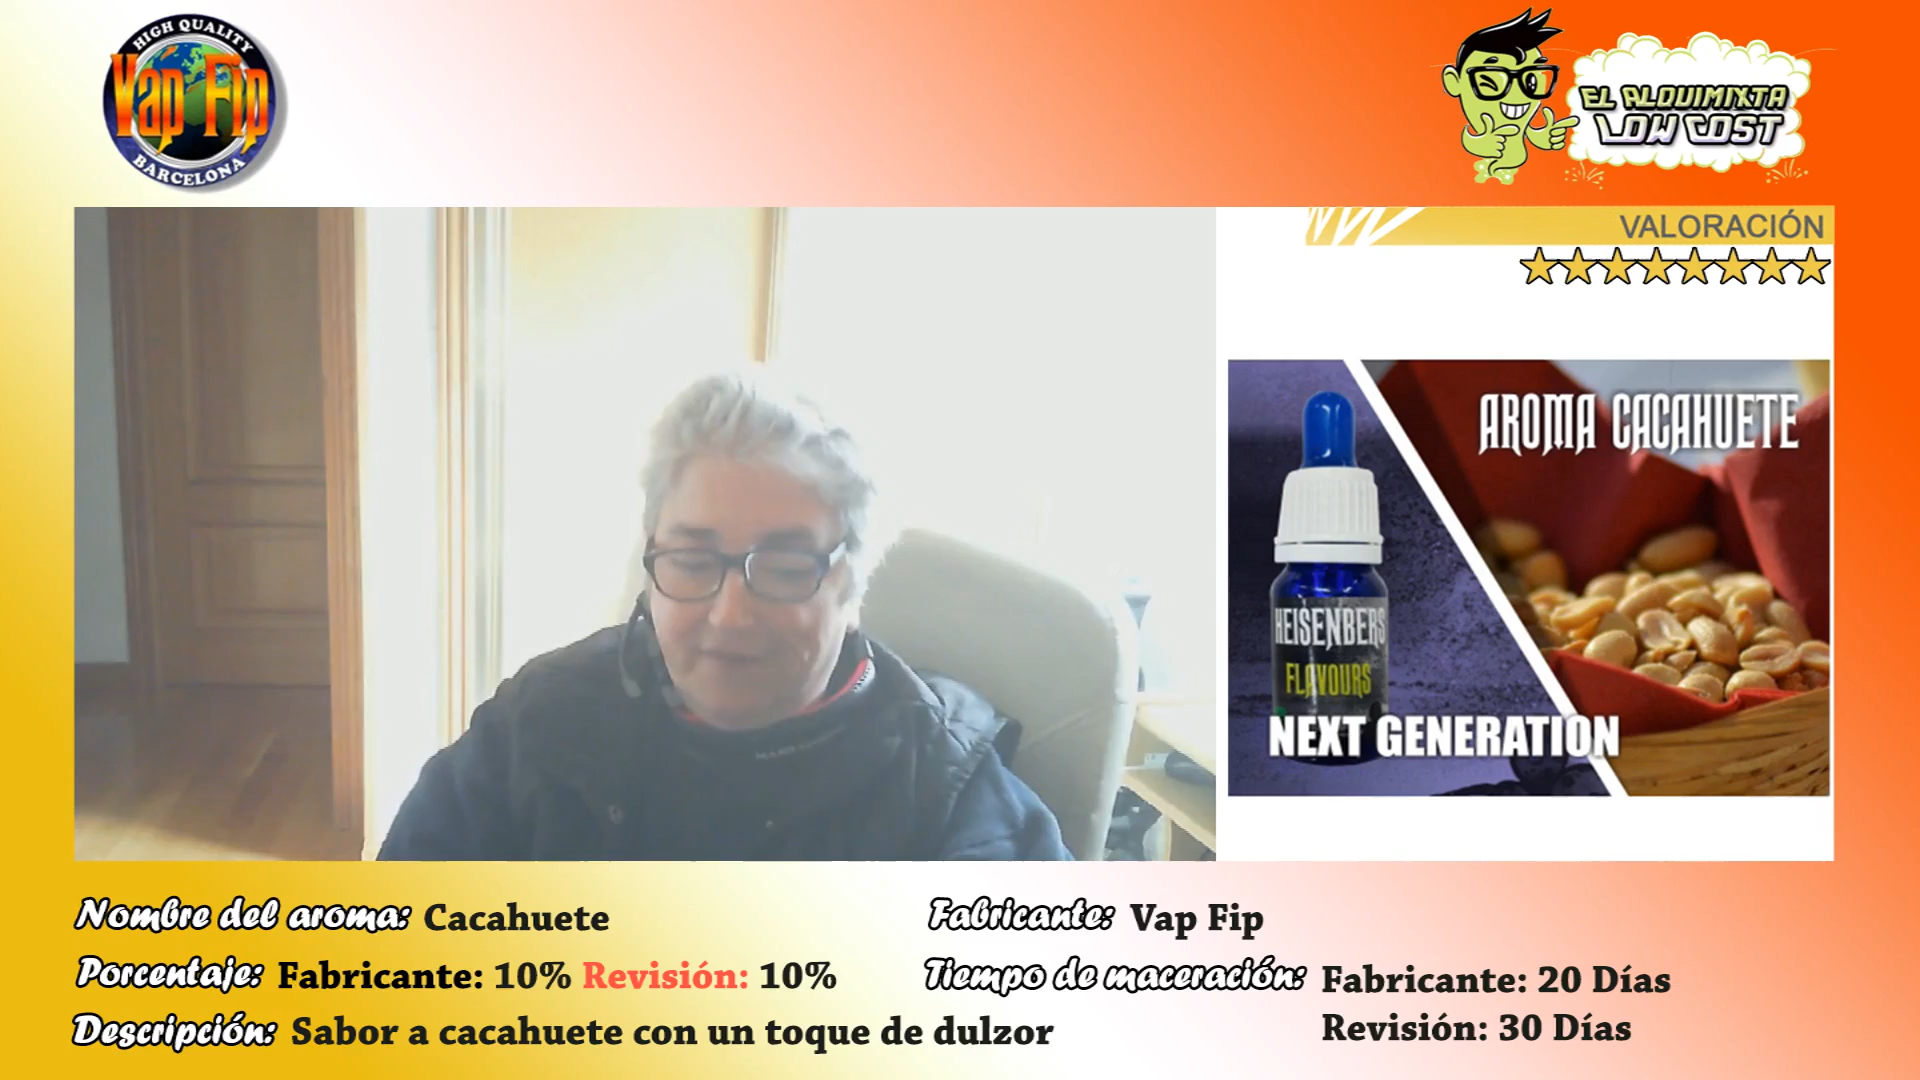 HIGH QUALITY
Vap Fip
BARCELONA
EL ALQUIMIXTA
LOW COST
VALORACIÓN
AROMA CACAHUETE
HEISENBERG
FLAVOURS
NEXT GENERATION
Nombre del aroma: Cacahuete
Fabricante: Vap Fip
Porcentaje: Fabricante: 10% Revisión: 10%
Tiempo de maceración: Fabricante: 20 Días
Revisión: 30 Días
Descripción: Sabor a cacahuete con un toque de dulzor